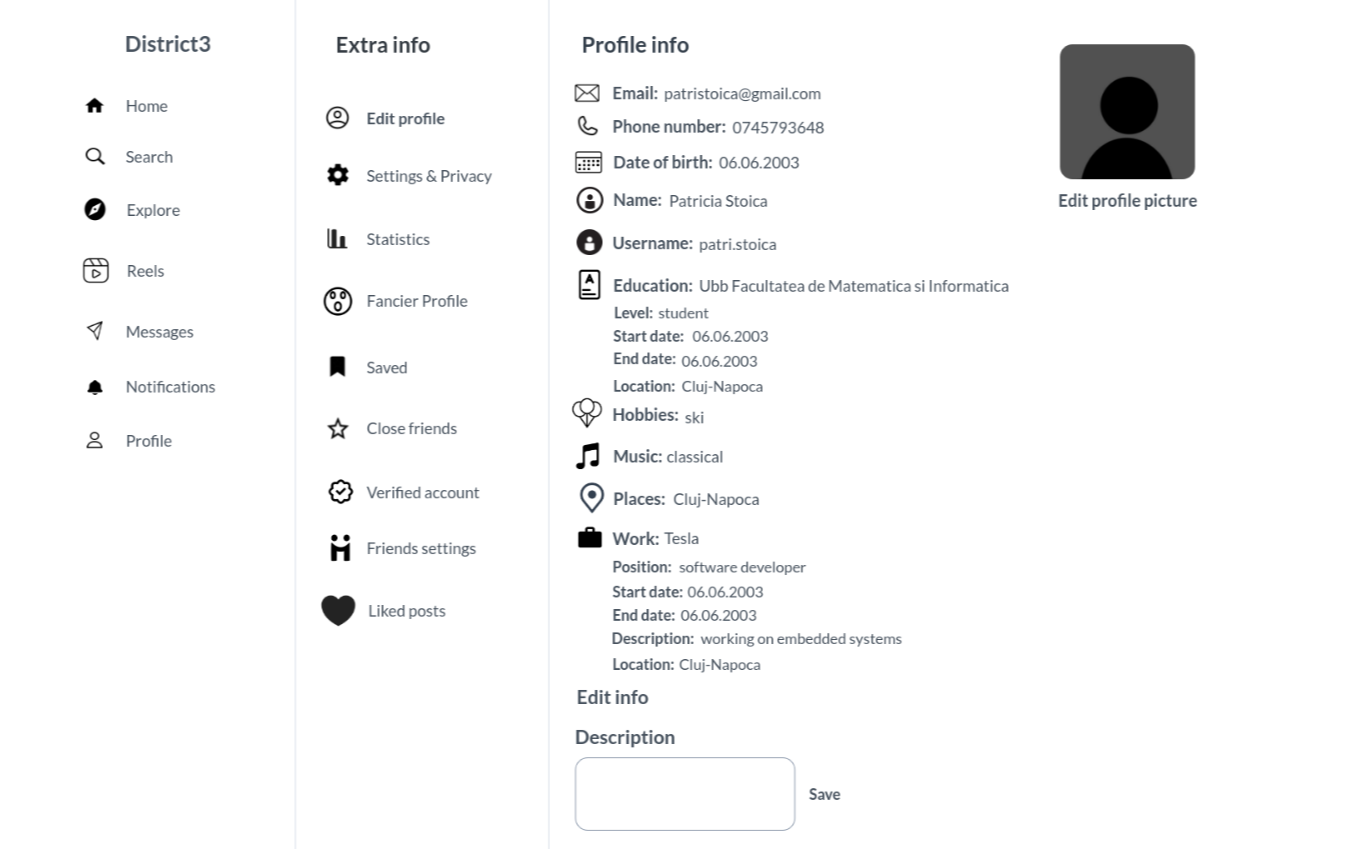 District3
Home
Search
Explore
Reels
Messages
Notifications
Profile
Extra info
Edit profile
Settings & Privacy
Statistics
Fancier Profile
Saved
Close friends
Verified account
Friends settings
Liked posts
Profile info
Email: patristoica@gmail.com
Phone number: 0745793648
Date of birth: 06.06.2003
Name: Patricia Stoica
Username: patri.stoica
Education: Ubb Facultatea de Matematica si Informatica
Level: student
Start date: 06.06.2003
End date: 06.06.2003
Location: Cluj-Napoca
Hobbies: ski
Music: classical
Places: Cluj-Napoca
Work: Tesla
Position: software developer
Start date: 06.06.2003
End date: 06.06.2003
Description: working on embedded systems
Location: Cluj-Napoca
Edit info
Description
Save
Edit profile picture